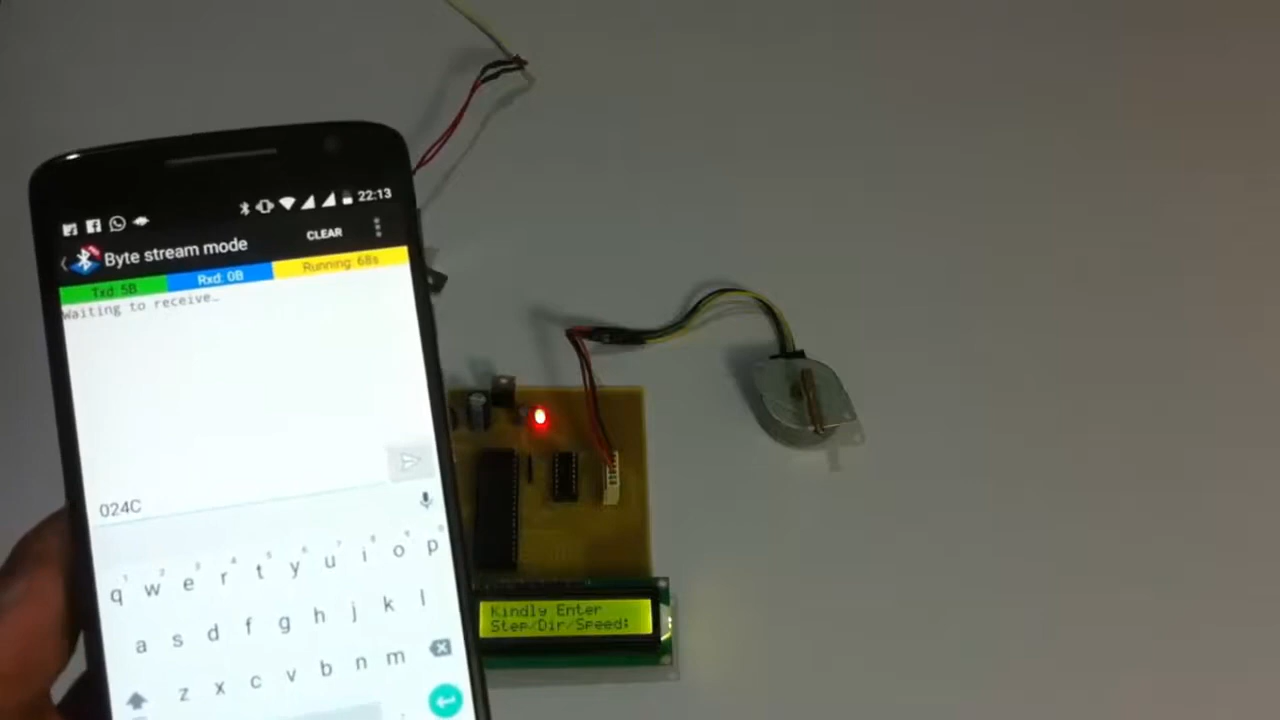 22:13
Byte stream mode
CLEAR
Txd: 5B
Rxd: 0B
Running: 68s
Waiting to receive_
024C
q w e r t y u i o p
a s d f g h j k l
z x c v b n m
Kindly Enter
Step/Dir/Speed: